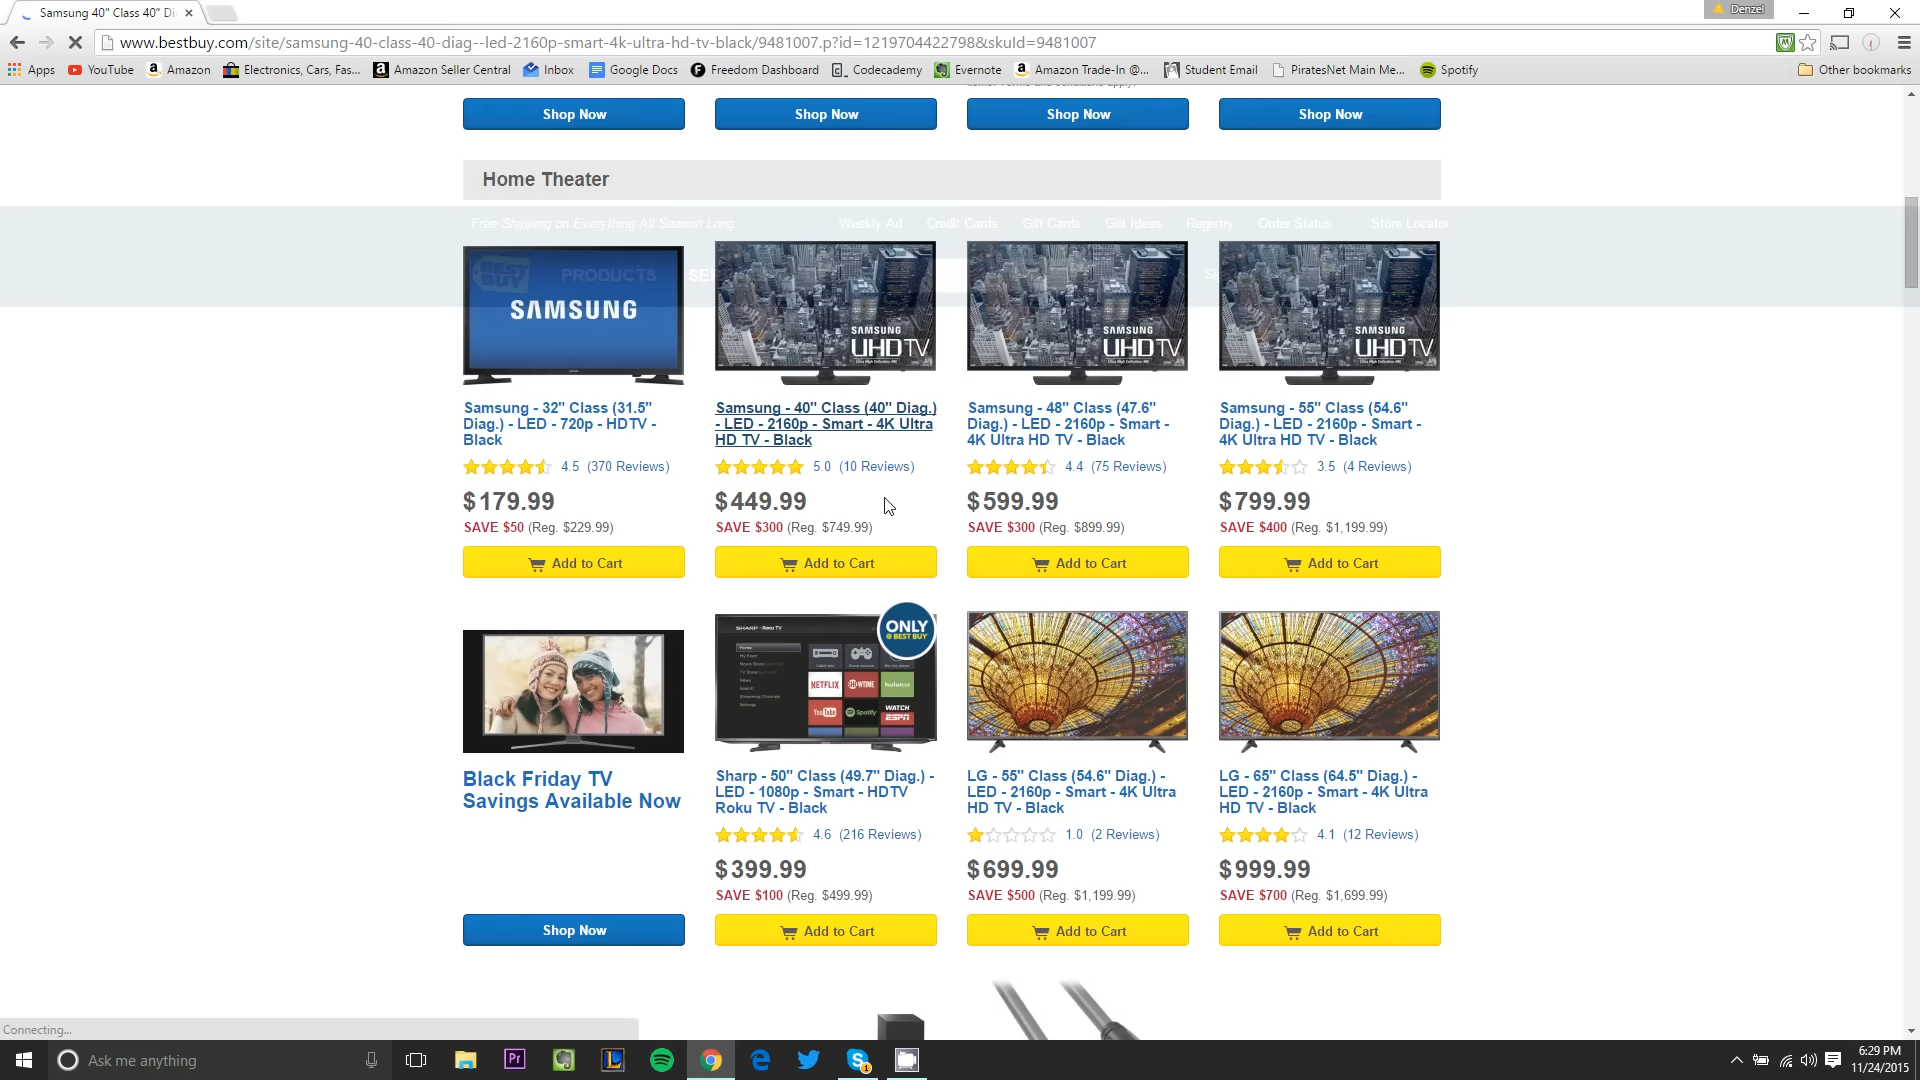 Samsung 40" Class 40" Di
Denzel
www.bestbuy.com/site/samsung-40-class-40-diag--led-2160p-smart-4k-ultra-hd-tv-black/9481007.p?id=1219704422798&skuId=9481007
Apps YouTube Amazon Electronics, Cars, Fas... Amazon Seller Central Inbox Google Docs Freedom Dashboard Codecademy Evernote Amazon Trade-In @... Student Email PiratesNet Main Me... Spotify Other bookmarks
Shop Now Shop Now Shop Now Shop Now
Home Theater
Free Shipping on Everything All Season Long Weekly Ad Credit Cards Gift Cards Gift Ideas Registry Order Status Store Locator
BEST BUY PRODUCTS
SAMSUNG
SAMSUNG UHDTV
SAMSUNG UHDTV
SAMSUNG UHDTV
Samsung - 32" Class (31.5"
Diag.) - LED - 720p - HDTV -
Black
4.5 (370 Reviews)
$179.99
SAVE $50 (Reg. $229.99)
Add to Cart
Samsung - 40" Class (40" Diag.)
- LED - 2160p - Smart - 4K Ultra
HD TV - Black
5.0 (10 Reviews)
$449.99
SAVE $300 (Reg. $749.99)
Add to Cart
Samsung - 48" Class (47.6"
Diag.) - LED - 2160p - Smart -
4K Ultra HD TV - Black
4.4 (75 Reviews)
$599.99
SAVE $300 (Reg. $899.99)
Add to Cart
Samsung - 55" Class (54.6"
Diag.) - LED - 2160p - Smart -
4K Ultra HD TV - Black
3.5 (4 Reviews)
$799.99
SAVE $400 (Reg. $1,199.99)
Add to Cart
Black Friday TV
Savings Available Now
Shop Now
ONLY
@ BEST BUY
SHARP - Roku TV
Home
NETFLIX SHOWTIME huluplus
YouTube Spotify WATCH ESPN
Sharp - 50" Class (49.7" Diag.) -
LED - 1080p - Smart - HDTV
Roku TV - Black
4.6 (216 Reviews)
$399.99
SAVE $100 (Reg. $499.99)
Add to Cart
LG - 55" Class (54.6" Diag.) -
LED - 2160p - Smart - 4K Ultra
HD TV - Black
1.0 (2 Reviews)
$699.99
SAVE $500 (Reg. $1,199.99)
Add to Cart
LG - 65" Class (64.5" Diag.) -
LED - 2160p - Smart - 4K Ultra
HD TV - Black
4.1 (12 Reviews)
$999.99
SAVE $700 (Reg. $1,699.99)
Add to Cart
Connecting...
Ask me anything
6:29 PM
11/24/2015